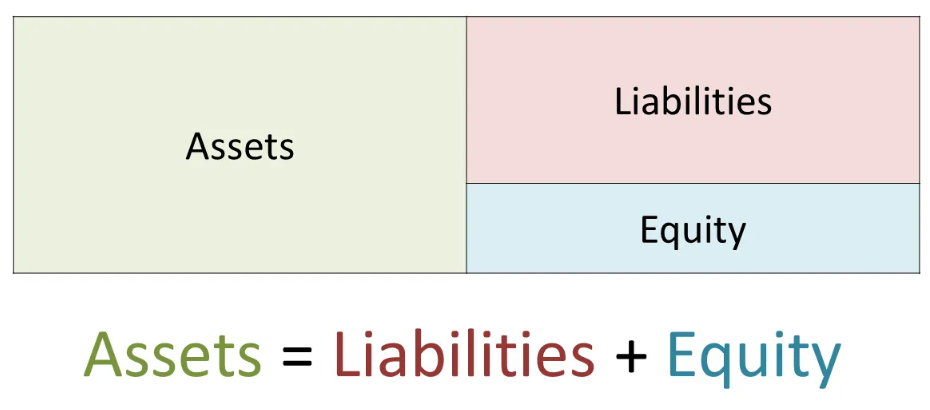 Assets
Liabilities
Equity
Assets = Liabilities + Equity